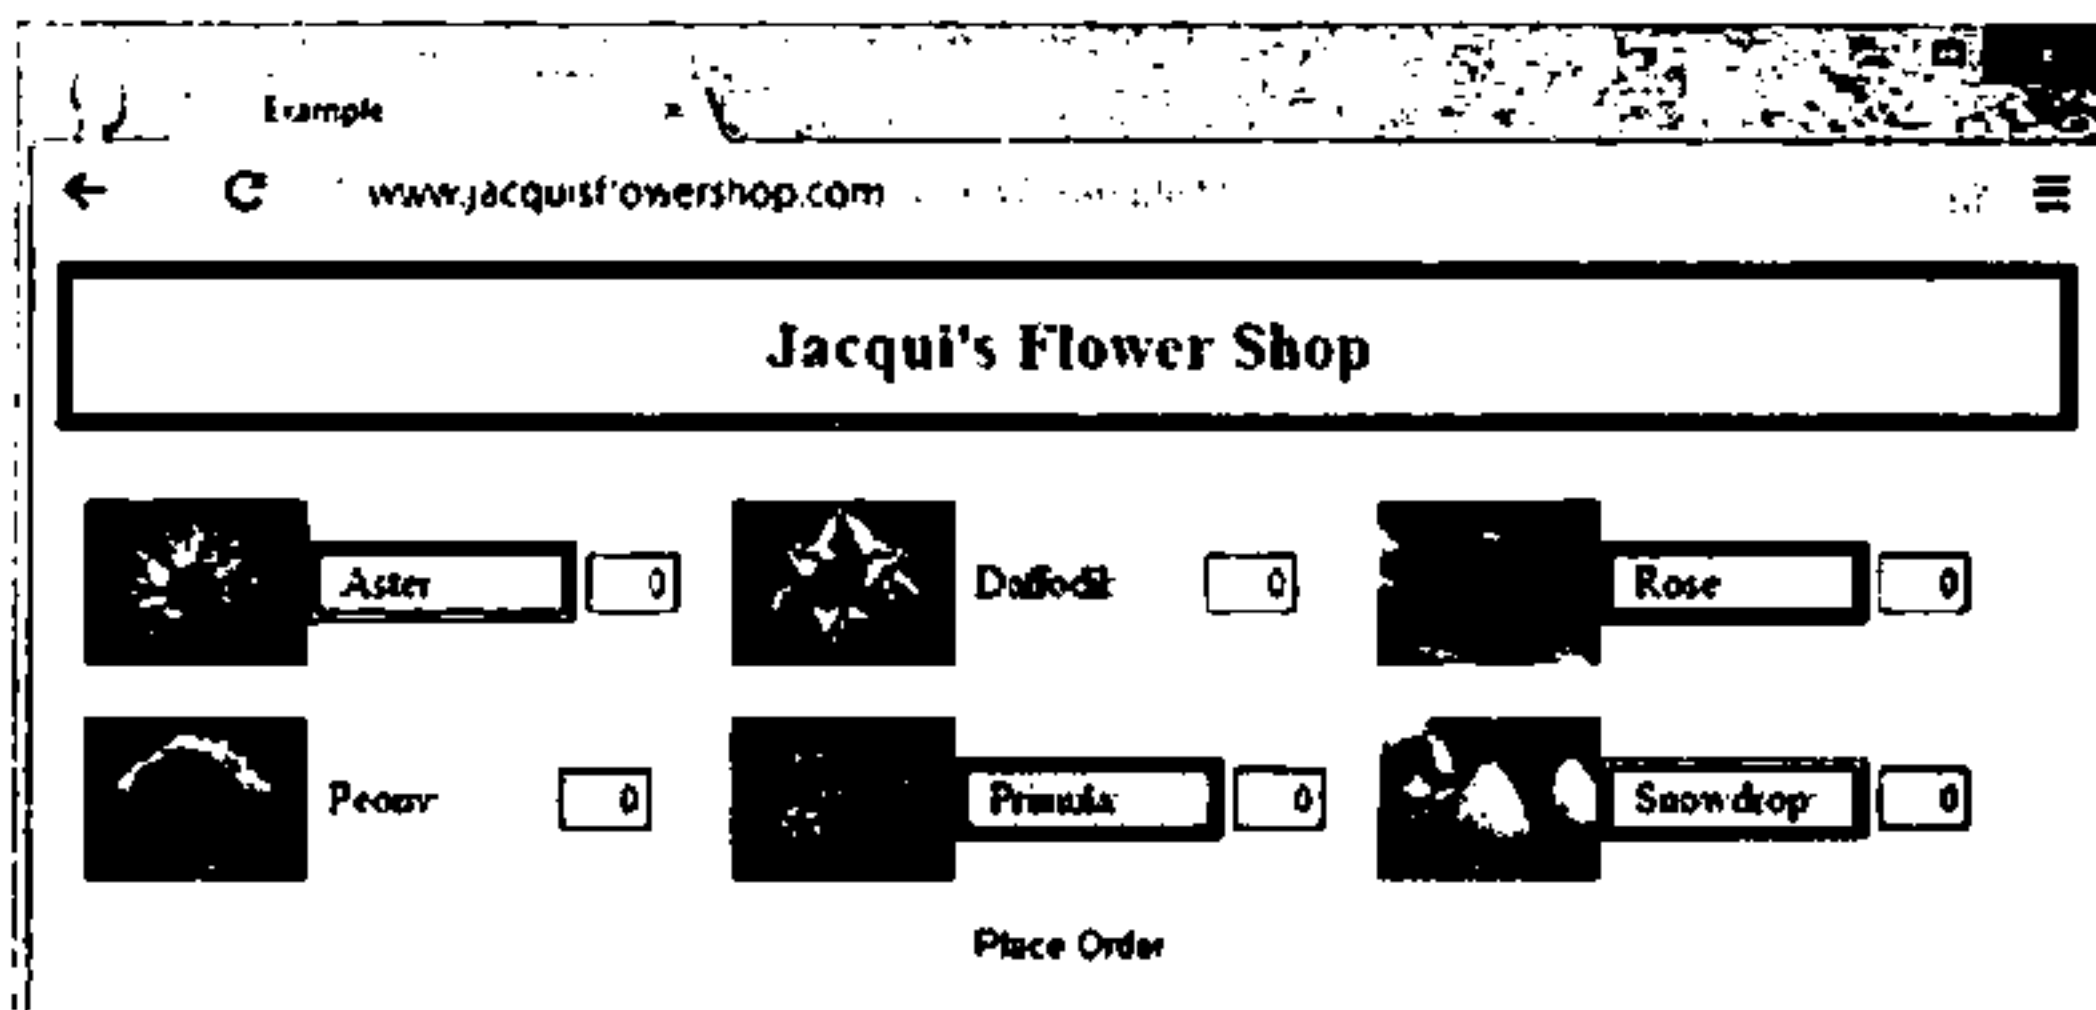 Example
www.jacquisflowershop.com
Jacqui's Flower Shop
Aster 0 Daffodil 0 Rose 0
Peony 0 Primula 0 Snowdrop 0
Place Order